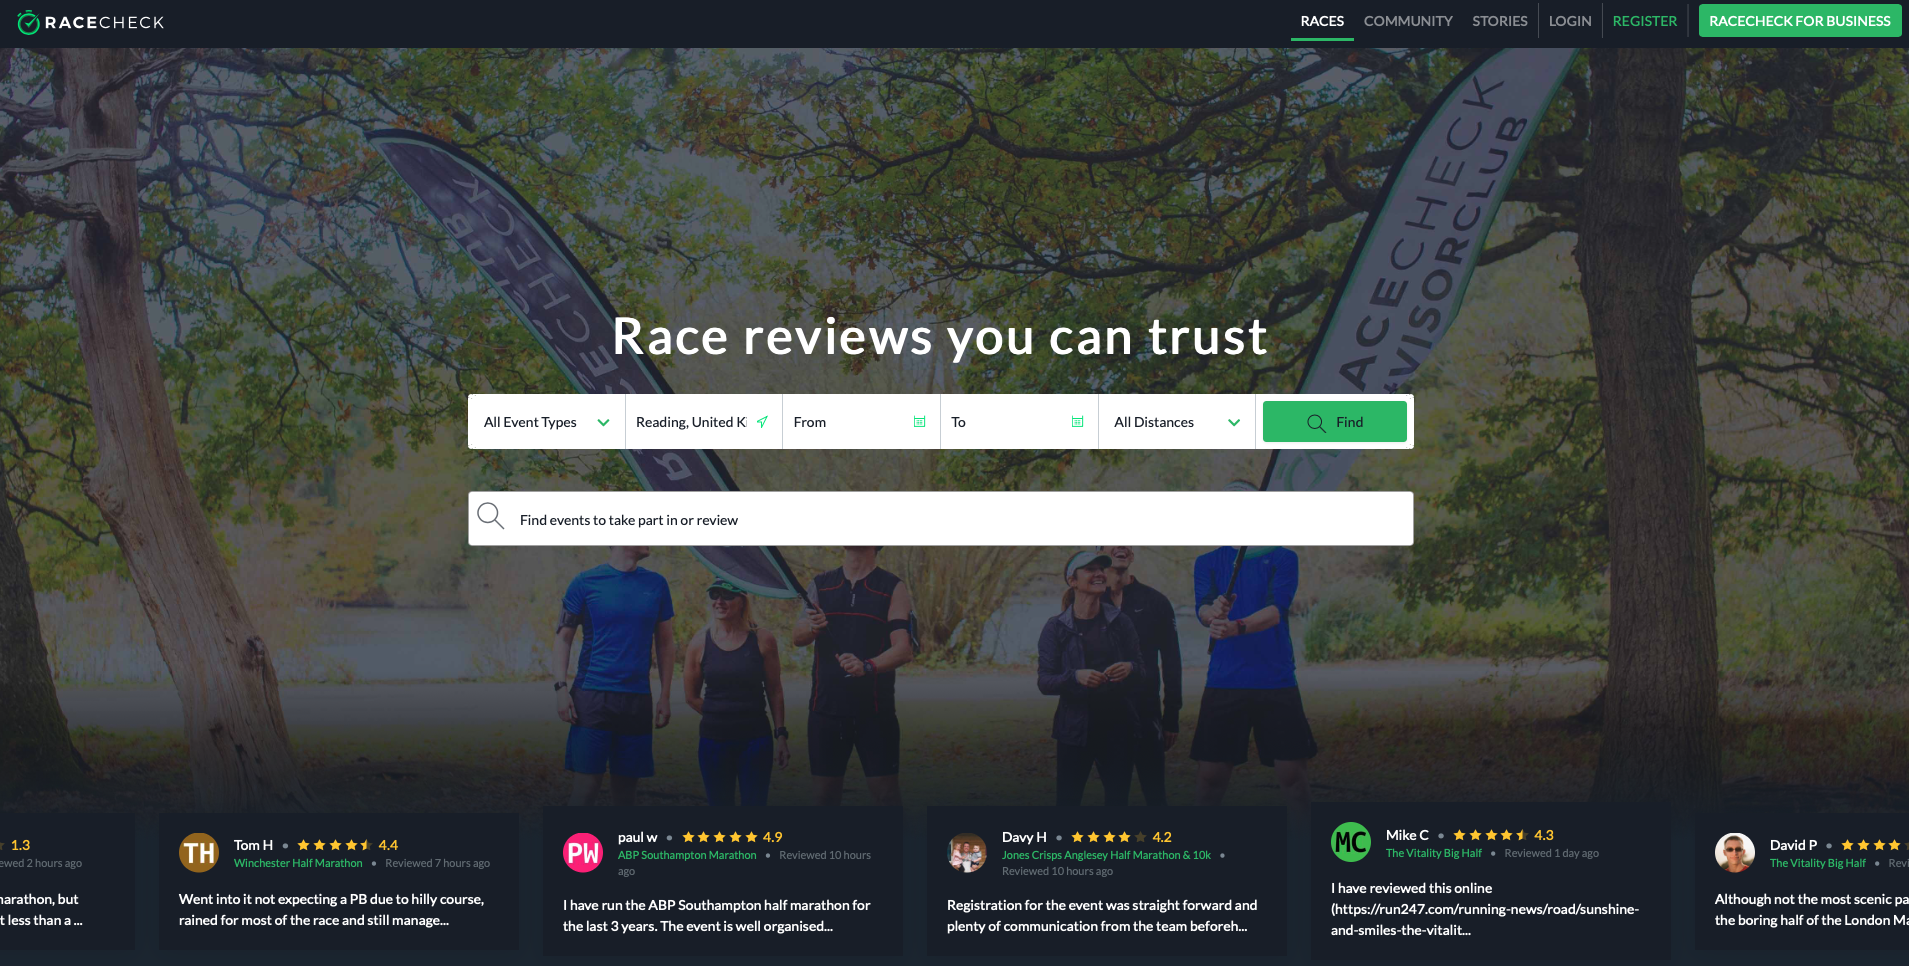 RACECHECK
RACES
COMMUNITY
STORIES
LOGIN
REGISTER
RACECHECK FOR BUSINESS
RACECHECK
RACECHECK
Race reviews you can trust
All Event Types
Reading, United Ki
From
To
All Distances
Find
Find events to take part in or review
1.3
ewed 2 hours ago
narathon, but
t less than a ...
TH
Tom H • 4.4
Winchester Half Marathon • Reviewed 7 hours ago
Went into it not expecting a PB due to hilly course,
rained for most of the race and still manage...
PW
paul w • 4.9
ABP Southampton Marathon • Reviewed 10 hours
ago
I have run the ABP Southampton half marathon for
the last 3 years. The event is well organised...
Davy H • 4.2
Jones Crisps Anglesey Half Marathon & 10k •
Reviewed 10 hours ago
Registration for the event was straight forward and
plenty of communication from the team beforeh...
MC
Mike C • 4.3
The Vitality Big Half • Reviewed 1 day ago
I have reviewed this online
(https://run247.com/running-news/road/sunshine-
and-smiles-the-vitalit...
David P •
The Vitality Big Half • Revi
Although not the most scenic pa
the boring half of the London Ma